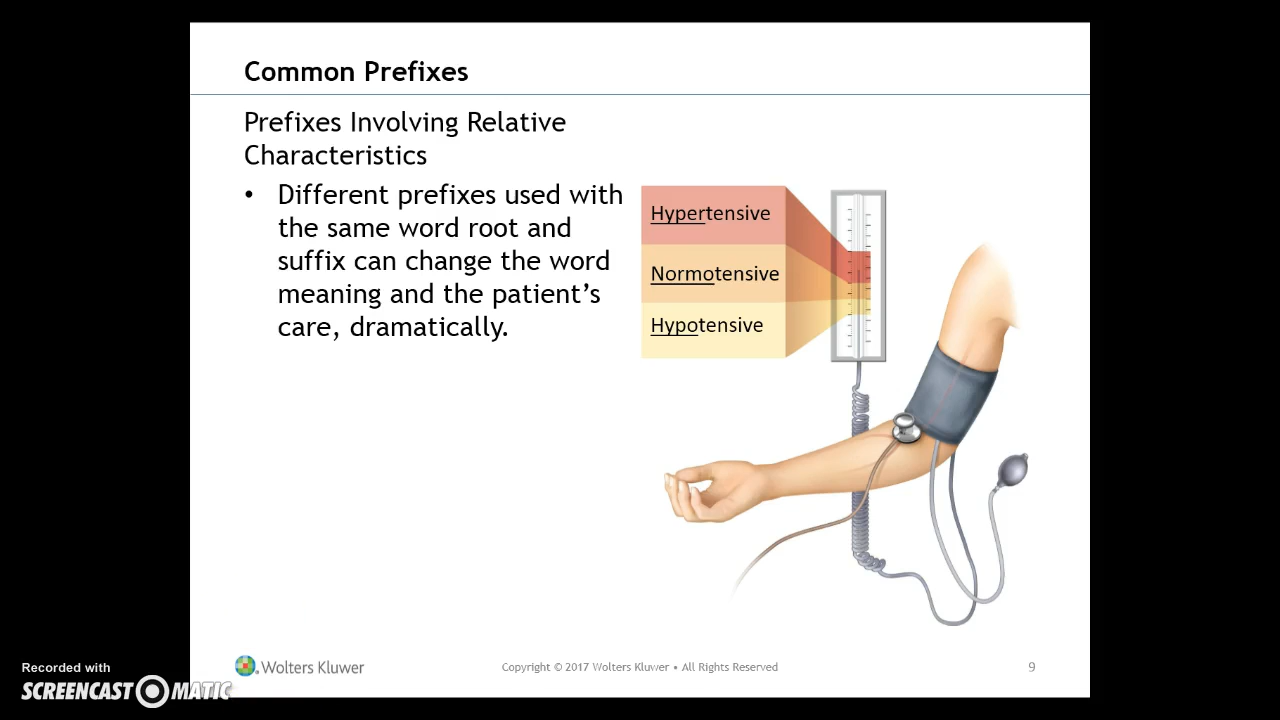 Common Prefixes
Prefixes Involving Relative
Characteristics
• Different prefixes used with
the same word root and
suffix can change the word
meaning and the patient’s
care, dramatically.
Hypertensive
Normotensive
Hypotensive
Wolters Kluwer
Copyright © 2017 Wolters Kluwer • All Rights Reserved
9
Recorded with
SCREENCAST-O-MATIC